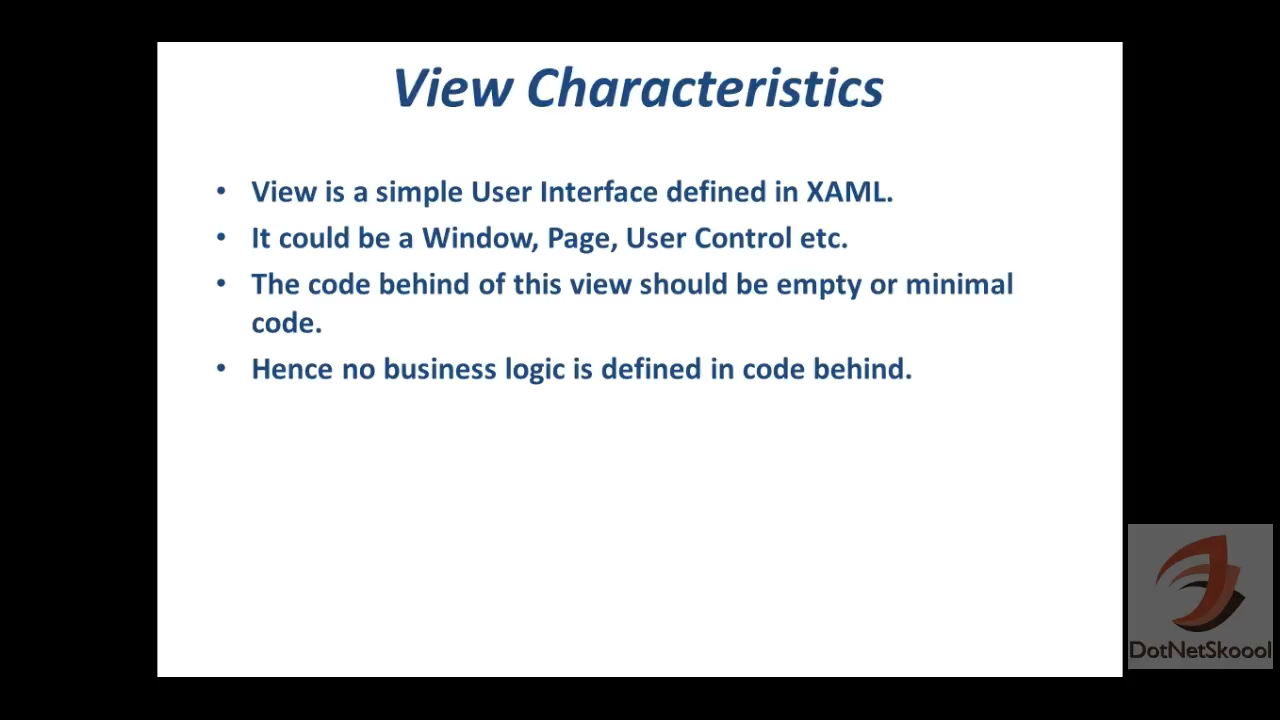 View Characteristics
• View is a simple User Interface defined in XAML.
• It could be a Window, Page, User Control etc.
• The code behind of this view should be empty or minimal
code.
• Hence no business logic is defined in code behind.
DotNetSkoool